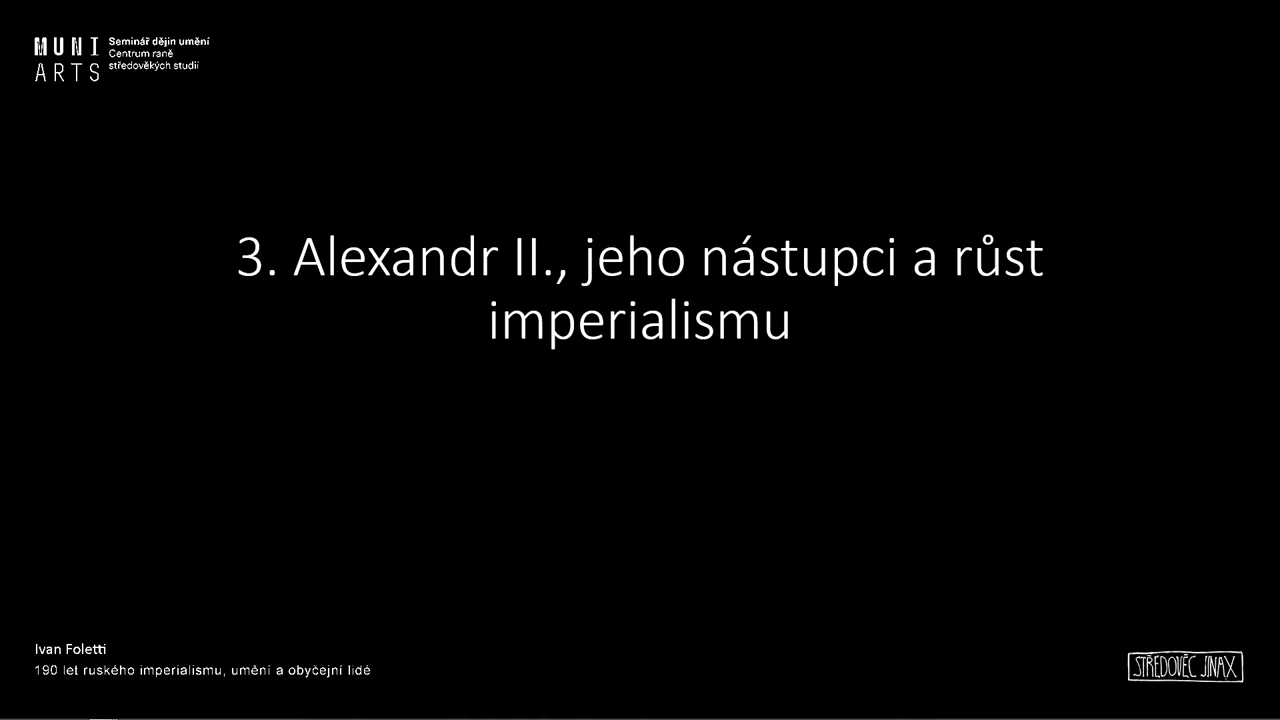 MUNI
ARTS
Seminář dějin umění
Centrum raně
středověkých studií
3. Alexandr II., jeho nástupci a růst
imperialismu
Ivan Foletti
190 let ruského imperialismu, umění a obyčejní lidé
STŘEDOVĚC JINAX